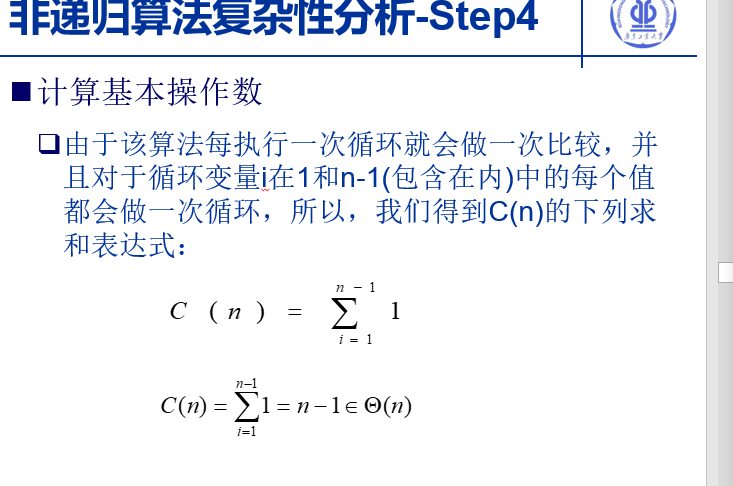 非递归算法复杂性分析-Step4
计算基本操作数
由于该算法每执行一次循环就会做一次比较，并
且对于循环变量i在1和n-1(包含在内)中的每个值
都会做一次循环，所以，我们得到C(n)的下列求
和表达式：
n − 1
C ( n ) = ∑ 1
i = 1
n−1
C(n) = ∑1 = n − 1 ∈ Θ(n)
i=1